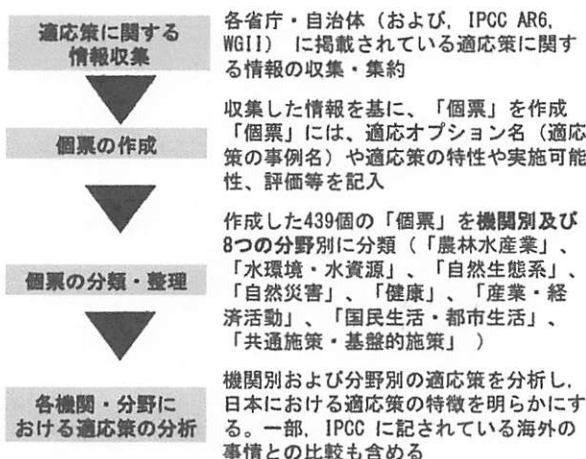 適応策に関する
情報収集
各省庁・自治体（および, IPCC AR6,
WGII） に掲載されている適応策に関す
る情報の収集・集約
個票の作成
収集した情報を基に、「個票」を作成
「個票」には、適応オプション名（適応
策の事例名）や適応策の特性や実施可能
性、評価等を記入
個票の分類・整理
作成した439個の「個票」を機関別及び
8つの分野別に分類（「農林水産業」、
「水環境・水資源」、「自然生態系」、
「自然災害」、「健康」、「産業・経
済活動」、「国民生活・都市生活」、
「共通施策・基盤的施策」 ）
各機関・分野に
おける適応策の分析
機関別および分野別の適応策を分析し,
日本における適応策の特徴を明らかにす
る。一部, IPCC に記されている海外の
事情との比較も含める